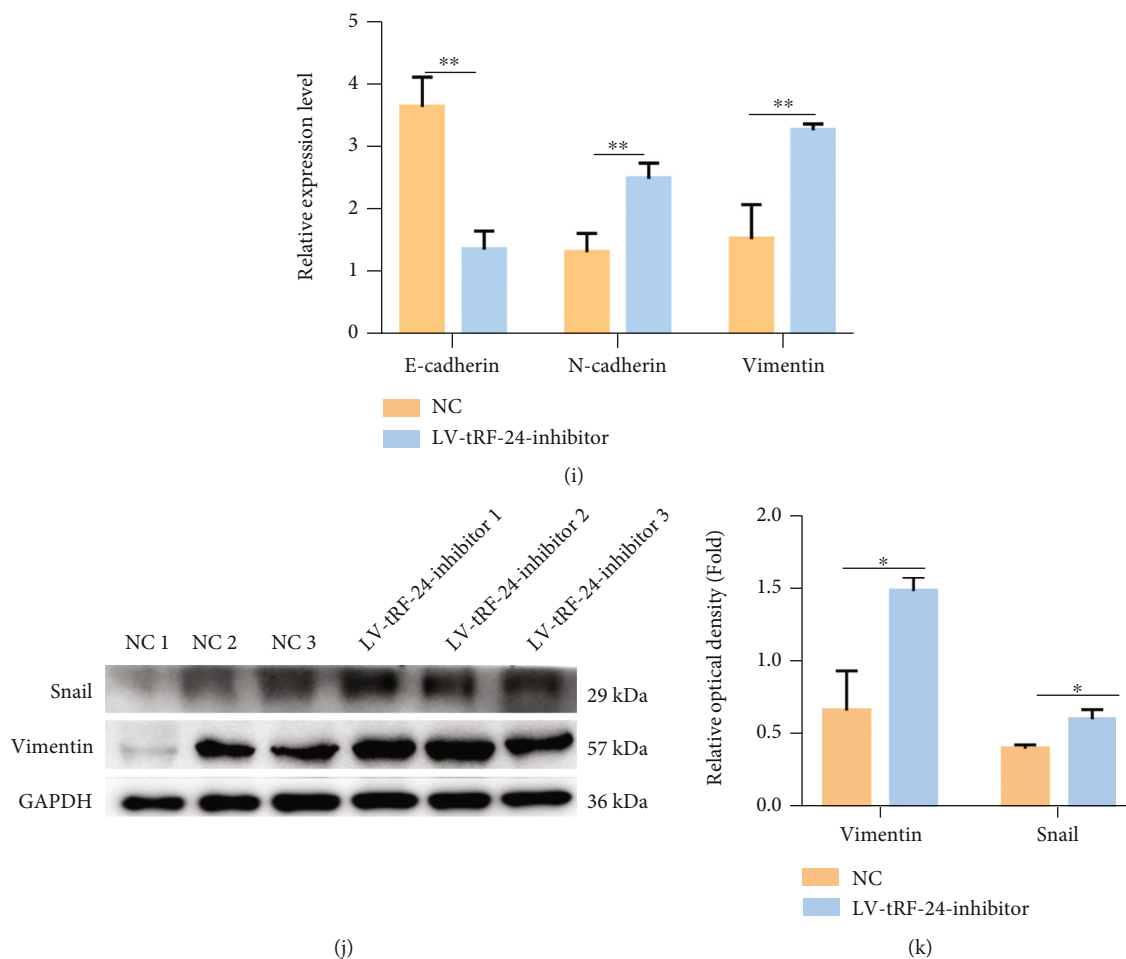 5
4
3
2
1
0
Relative expression level
**
**
**
E-cadherin
N-cadherin
Vimentin
NC
LV-tRF-24-inhibitor
(i)
NC 1
NC 2
NC 3
LV-tRF-24-inhibitor 1
LV-tRF-24-inhibitor 2
LV-tRF-24-inhibitor 3
Snail
29 kDa
Vimentin
57 kDa
GAPDH
36 kDa
(j)
2.0
1.5
1.0
0.5
0.0
Relative optical density (Fold)
*
*
Vimentin
Snail
NC
LV-tRF-24-inhibitor
(k)